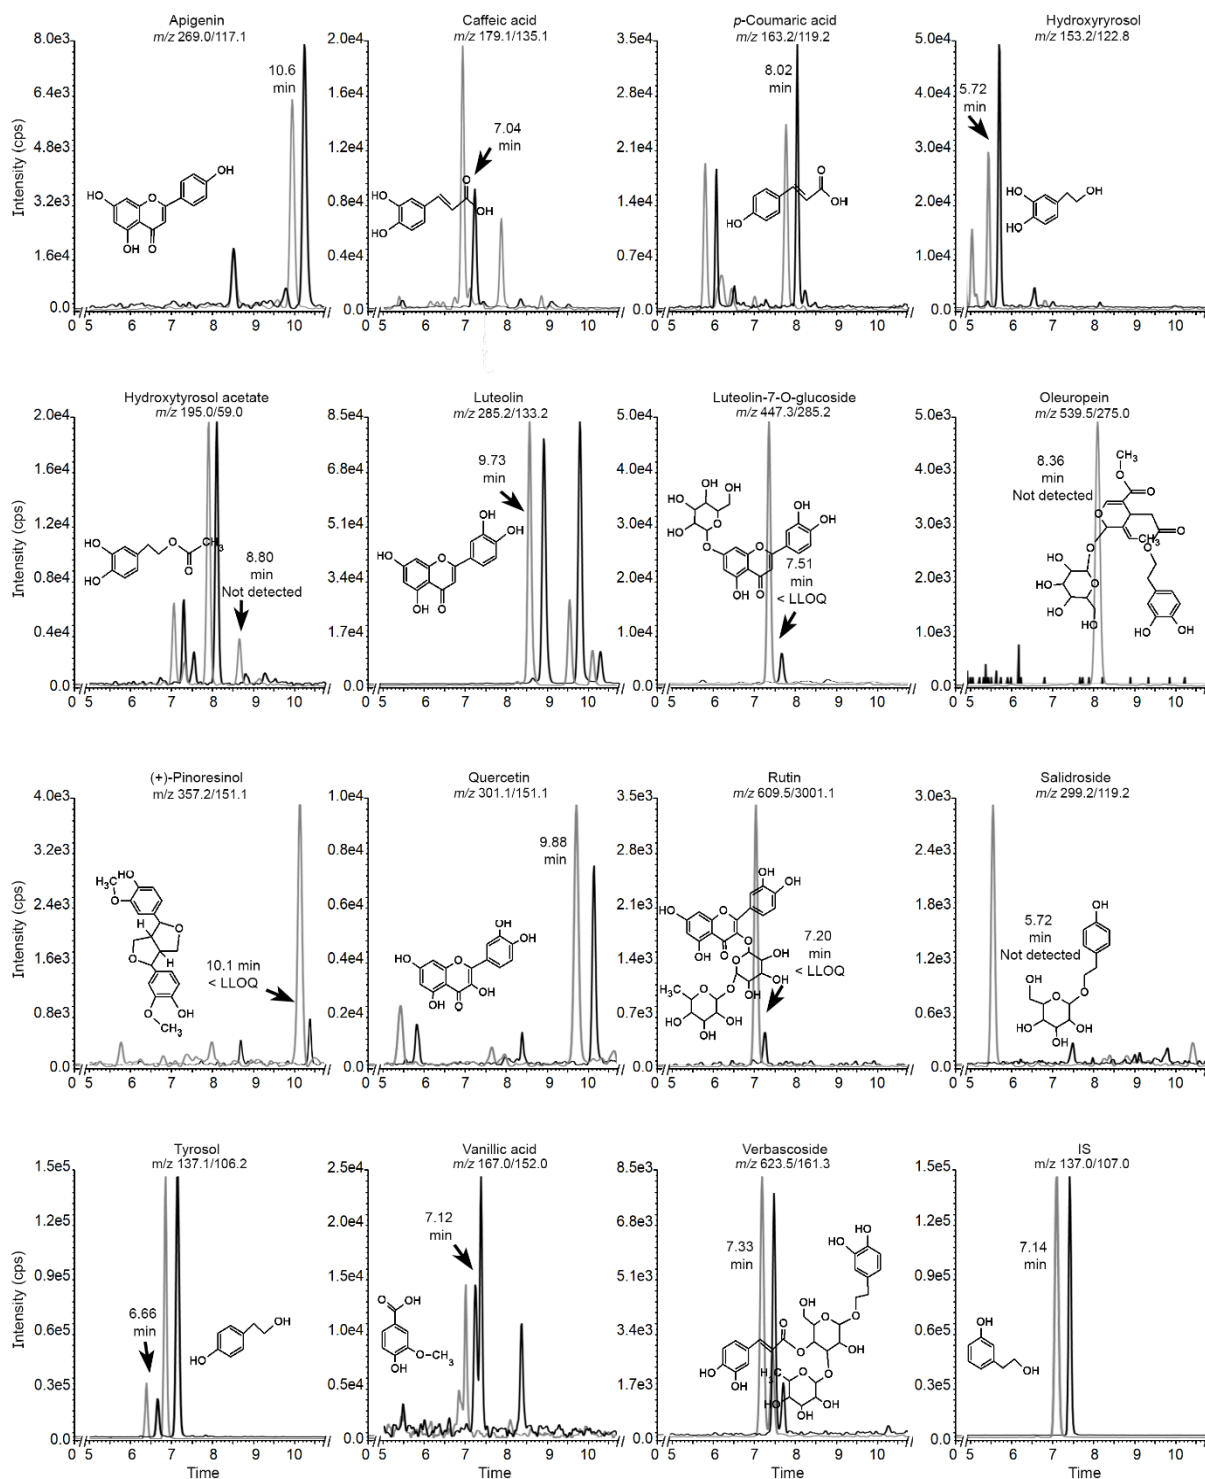 Apigenin
m/z 269.0/117.1
Intensity (cps)
8.0e3
6.4e3
4.8e3
3.2e3
1.6e3
0.0
10.6
min
HO
OH
O
OH
O
5 6 7 8 9 10
Caffeic acid
m/z 179.1/135.1
2.0e4
1.6e4
1.2e4
0.8e4
0.4e4
0.0
7.04
min
O
HO
OH
HO
5 6 7 8 9 10
p-Coumaric acid
m/z 163.2/119.2
3.5e4
2.8e4
2.1e4
1.4e4
0.7e4
0.0
8.02
min
O
OH
HO
5 6 7 8 9 10
Hydroxyryrosol
m/z 153.2/122.8
5.0e4
4.0e4
3.0e4
2.0e4
1.0e4
0.0
5.72
min
HO
OH
HO
5 6 7 8 9 10
Hydroxytyrosol acetate
m/z 195.0/59.0
Intensity (cps)
2.0e4
1.6e4
1.2e4
0.8e4
0.4e4
0.0
8.80
min
Not detected
HO
O
CH3
HO
O
5 6 7 8 9 10
Luteolin
m/z 285.2/133.2
8.5e4
6.8e4
5.1e4
3.4e4
1.7e4
0.0
9.73
min
OH
OH
HO
O
OH
O
5 6 7 8 9 10
Luteolin-7-O-glucoside
m/z 447.3/285.2
5.0e4
4.0e4
3.0e4
2.0e4
1.0e4
0.0
7.51
min
< LLOQ
OH
HO
OH
HO
O
OH
OH
O
O
OH
O
5 6 7 8 9 10
Oleuropein
m/z 539.5/275.0
5.0e3
4.0e3
3.0e3
2.0e3
1.0e3
0.0
8.36
min
Not detected
CH3
O
O
O
O
CH3
O
O
HO
O
HO
HO
OH
HO
OH
5 6 7 8 9 10
(+)-Pinoresinol
m/z 357.2/151.1
Intensity (cps)
4.0e3
3.2e3
2.4e3
1.6e3
0.8e3
0.0
10.1 min
< LLOQ
HO
H3C
O
H
O
O
H
OH
O
CH3
5 6 7 8 9 10
Quercetin
m/z 301.1/151.1
1.0e4
0.8e4
0.6e4
0.4e4
0.2e4
0.0
9.88
min
HO
OH
HO
O
OH
OH
O
5 6 7 8 9 10
Rutin
m/z 609.5/3001.1
3.5e3
2.8e3
2.1e3
1.4e3
0.7e3
0.0
7.20
min
< LLOQ
OH
OH
HO
O
OH
O
O
OH
O
OH
H3C
O
O
OH
HO
OH
OH
5 6 7 8 9 10
Salidroside
m/z 299.2/119.2
3.0e3
2.4e3
1.8e3
1.2e3
0.6e3
0.0
5.72
min
Not detected
OH
HO
O
O
HO
OH
HO
5 6 7 8 9 10
Tyrosol
m/z 137.1/106.2
Intensity (cps)
1.5e5
1.2e5
0.9e5
0.6e5
0.3e5
0.0
6.66
min
OH
HO
5 6 7 8 9 10
Time
Vanillic acid
m/z 167.0/152.0
2.5e4
2.0e4
1.5e4
1.0e4
0.5e4
0.0
7.12
min
O
OH
O
CH3
OH
5 6 7 8 9 10
Time
Verbascoside
m/z 623.5/161.3
8.5e3
6.8e3
5.1e3
3.4e3
1.7e3
0.0
7.33
min
HO
OH
HO
O
O
O
O
OH
OH
O
HO
OH
H3C
O
HO
HO
OH
5 6 7 8 9 10
Time
IS
m/z 137.0/107.0
1.5e5
1.2e5
0.9e5
0.6e5
0.3e5
0.0
7.14
min
OH
OH
5 6 7 8 9 10
Time